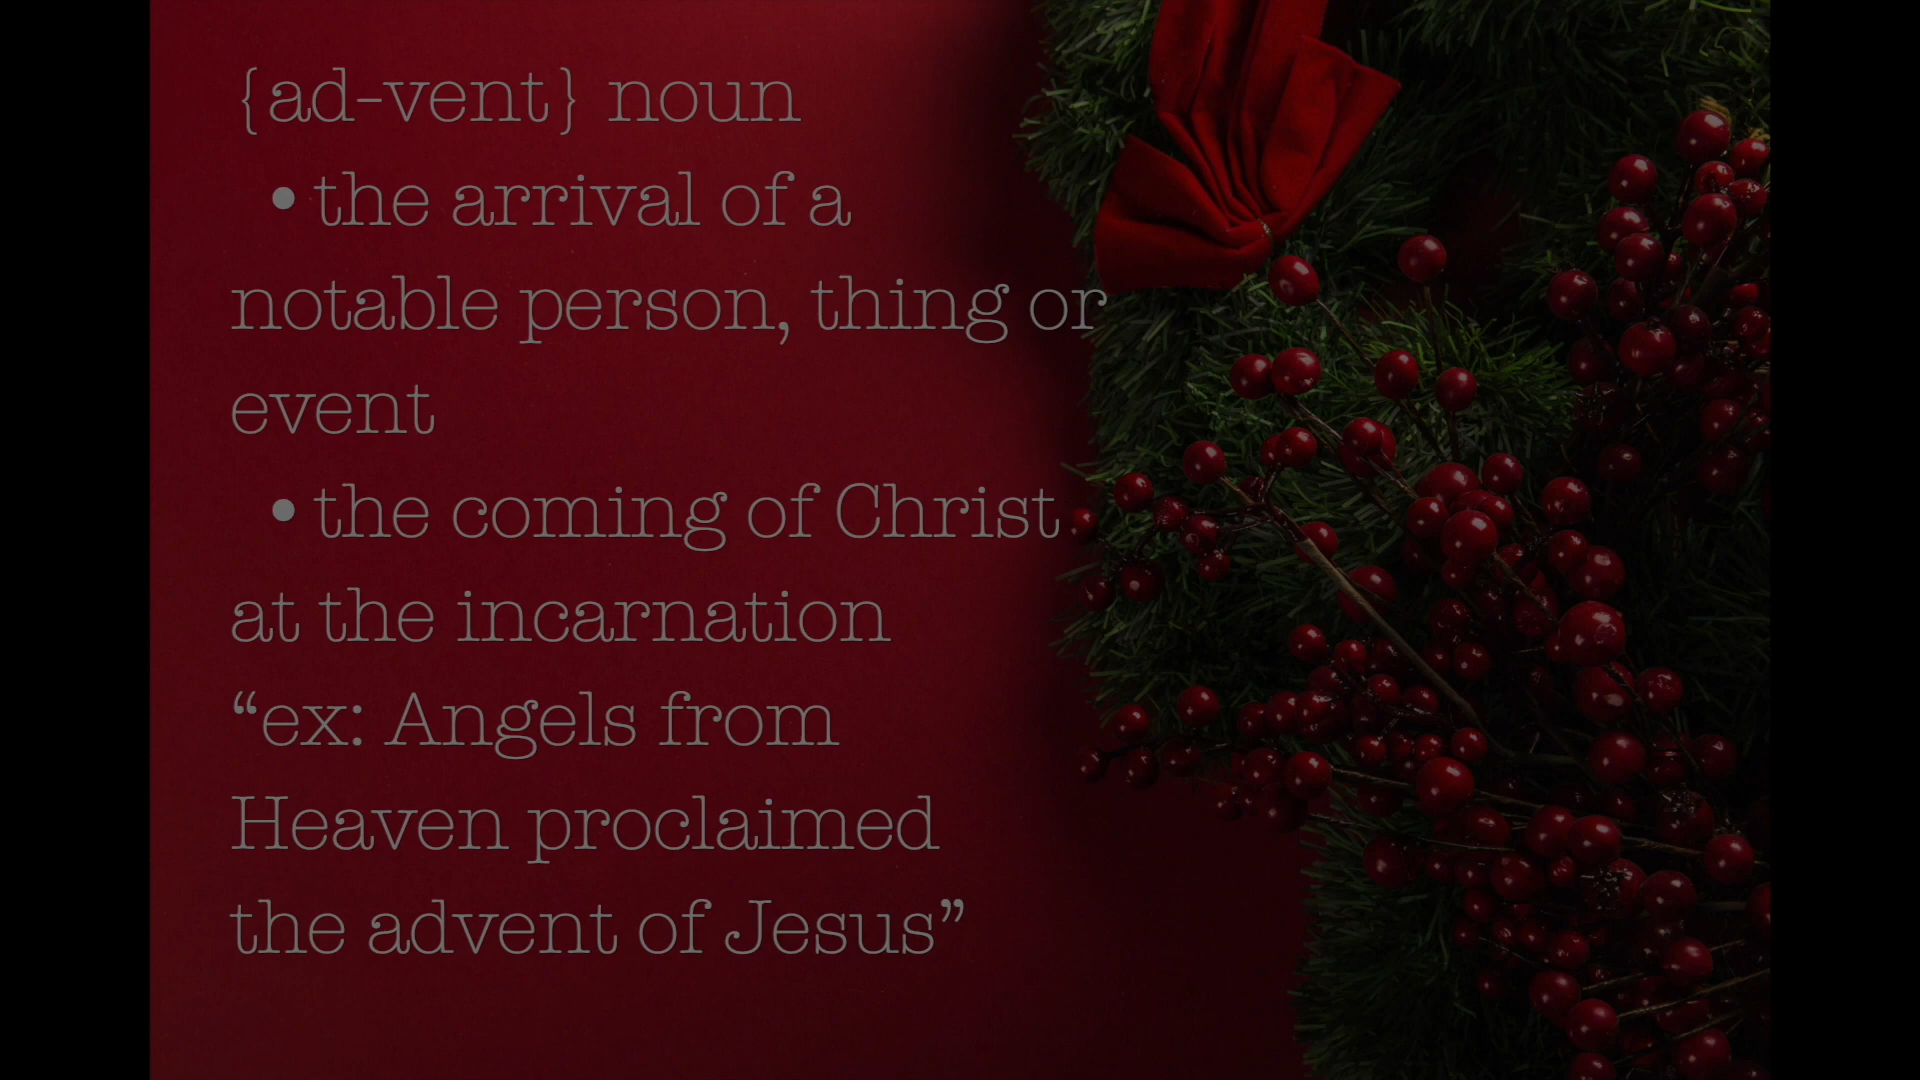 {ad-vent} noun
• the arrival of a
notable person, thing or
event
• the coming of Christ
at the incarnation
“ex: Angels from
Heaven proclaimed
the advent of Jesus”